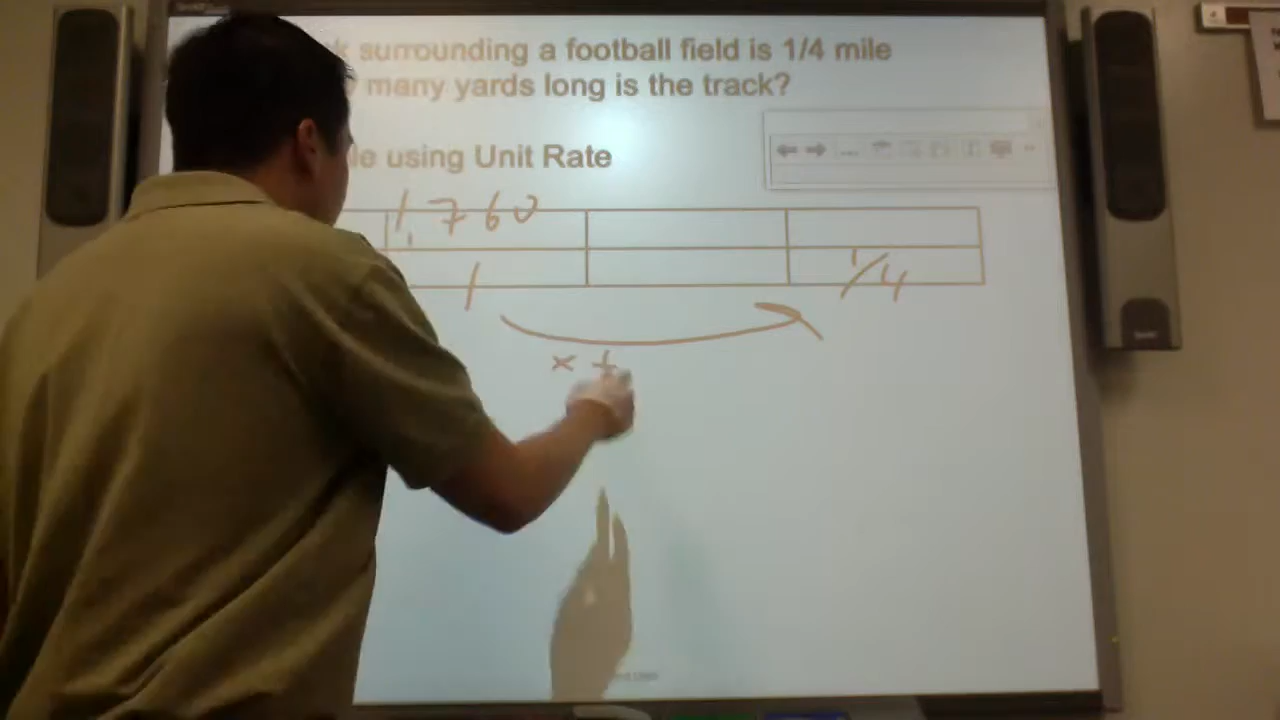 surrounding a football field is 1/4 mile
many yards long is the track?
using Unit Rate
1,760
1 1/4
×